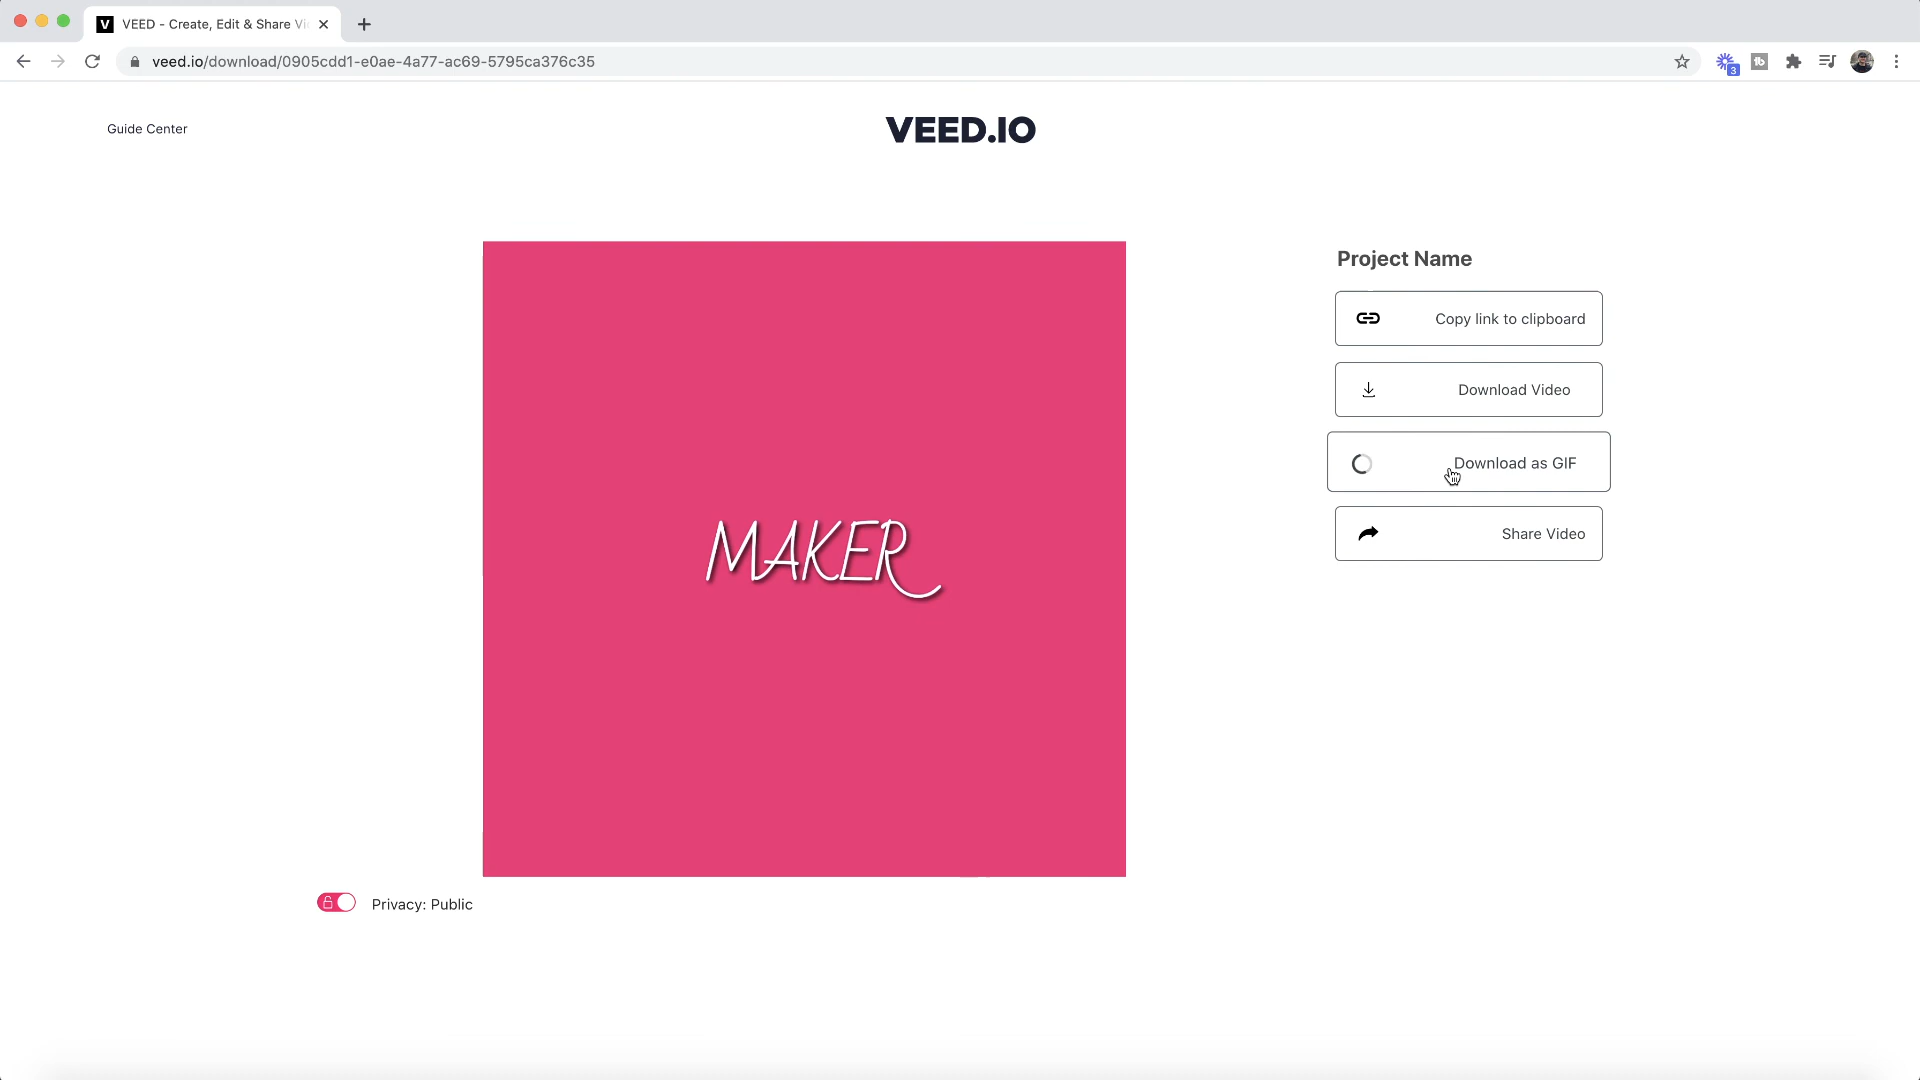 VEED - Create, Edit & Share Vi
veed.io/download/0905cdd1-e0ae-4a77-ac69-5795ca376c35
3
Guide Center
VEED.IO
Project Name
Copy link to clipboard
Download Video
Download as GIF
Share Video
MAKER
Privacy: Public